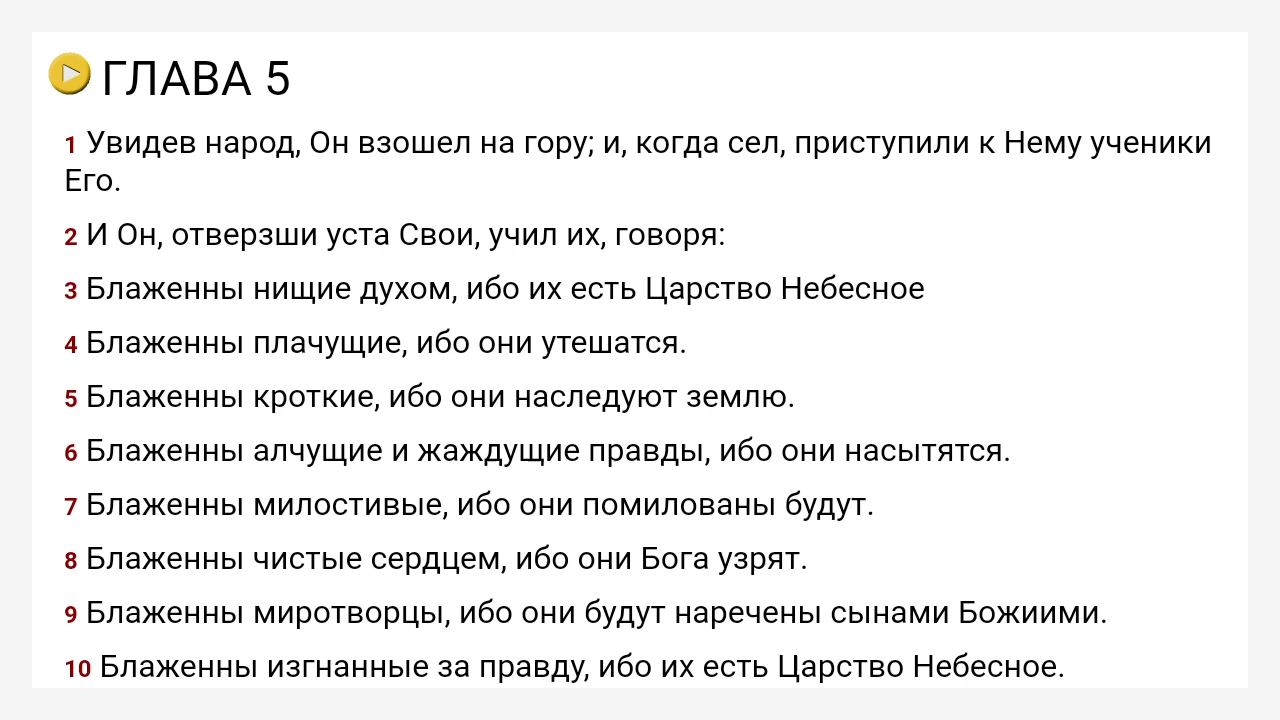 ГЛАВА 5
1 Увидев народ, Он взошел на гору; и, когда сел, приступили к Нему ученики
Его.
2 И Он, отверзши уста Свои, учил их, говоря:
3 Блаженны нищие духом, ибо их есть Царство Небесное
4 Блаженны плачущие, ибо они утешатся.
5 Блаженны кроткие, ибо они наследуют землю.
6 Блаженны алчущие и жаждущие правды, ибо они насытятся.
7 Блаженны милостивые, ибо они помилованы будут.
8 Блаженны чистые сердцем, ибо они Бога узрят.
9 Блаженны миротворцы, ибо они будут наречены сынами Божиими.
10 Блаженны изгнанные за правду, ибо их есть Царство Небесное.